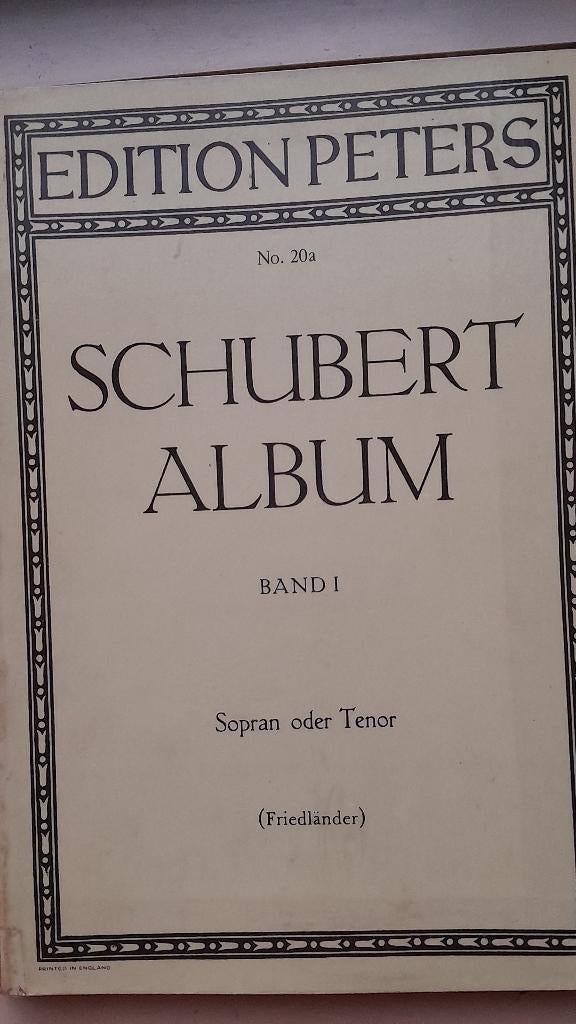 EDITION PETERS
No. 20a
SCHUBERT
ALBUM
BAND I
Sopran oder Tenor
(Friedländer)
PRINTED IN ENGLAND